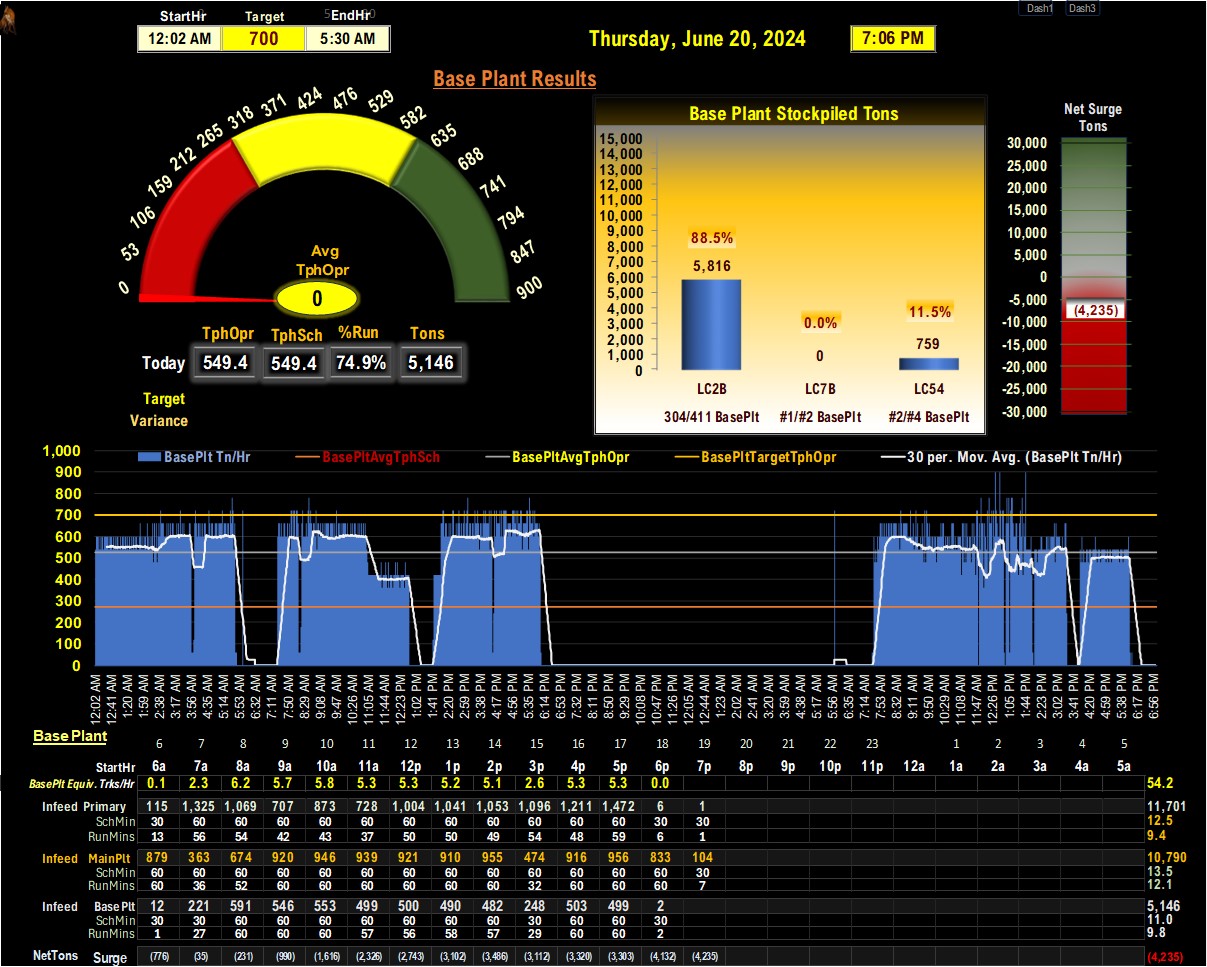 Dash1 Dash3
StartHr Target EndHr
12:02 AM 700 5:30 AM
Thursday, June 20, 2024 7:06 PM
Base Plant Results
0 53 106 159 212 265 318 371 424 476 529 582 635 688 741 794 847 900
Avg
TphOpr
0
TphOpr TphSch %Run Tons
Today 549.4 549.4 74.9% 5,146
Target
Variance
Base Plant Stockpiled Tons
15,000
14,000
13,000
12,000
11,000
10,000
9,000
8,000
7,000
6,000
5,000
4,000
3,000
2,000
1,000
0
88.5%
5,816
0.0%
0
11.5%
759
LC2B LC7B LC54
304/411 BasePlt #1/#2 BasePlt #2/#4 BasePlt
Net Surge
Tons
30,000
25,000
20,000
15,000
10,000
5,000
0
-5,000
(4,235)
-10,000
-15,000
-20,000
-25,000
-30,000
BasePlt Tn/Hr BasePltAvgTphSch BasePltAvgTphOpr BasePltTargetTphOpr 30 per. Mov. Avg. (BasePlt Tn/Hr)
1,000
900
800
700
600
500
400
300
200
100
0
12:02 AM 12:41 AM 1:20 AM 1:59 AM 2:38 AM 3:17 AM 3:56 AM 4:35 AM 5:14 AM 5:53 AM 6:32 AM 7:11 AM 7:50 AM 8:29 AM 9:08 AM 9:47 AM 10:26 AM 11:05 AM 11:44 AM 12:23 PM 1:02 PM 1:41 PM 2:20 PM 2:59 PM 3:38 PM 4:17 PM 4:56 PM 5:35 PM 6:14 PM 6:53 PM 7:32 PM 8:11 PM 8:50 PM 9:29 PM 10:08 PM 10:47 PM 11:26 PM 12:05 AM 12:44 AM 1:23 PM 2:02 AM 2:41 AM 3:20 AM 3:59 AM 4:38 PM 5:17 AM 5:56 AM 6:35 PM 7:14 AM 7:53 AM 8:32 AM 9:11 AM 9:50 AM 10:29 AM 11:08 AM 11:47 AM 12:26 PM 1:05 PM 1:44 PM 2:23 PM 3:02 PM 3:41 PM 4:20 PM 4:59 PM 5:38 PM 6:17 PM 6:56 PM
Base Plant
6 7 8 9 10 11 12 13 14 15 16 17 18 19 20 21 22 23 1 2 3 4 5
StartHr 6a 7a 8a 9a 10a 11a 12p 1p 2p 3p 4p 5p 6p 7p 8p 9p 10p 11p 12a 1a 2a 3a 4a 5a
BasePlt Equiv. Trks/Hr 0.1 2.3 6.2 5.7 5.8 5.3 5.3 5.2 5.1 2.6 5.3 5.3 0.0 54.2
Infeed Primary 115 1,325 1,069 707 873 728 1,004 1,041 1,053 1,096 1,211 1,472 6 1 11,701
SchMin 30 60 60 60 60 60 60 60 60 60 60 60 30 30 12.5
RunMins 13 56 54 42 43 37 50 50 49 54 48 59 6 1 9.4
Infeed MainPlt 879 363 674 920 946 939 921 910 955 474 916 956 833 104 10,790
SchMin 60 60 60 60 60 60 60 60 60 60 60 60 60 30 13.5
RunMins 60 36 52 60 60 60 60 60 60 32 60 60 60 7 12.1
Infeed BasePlt 12 221 591 546 553 499 500 490 482 248 503 499 2 5,146
SchMin 30 30 60 60 60 60 60 60 60 30 60 60 30 11.0
RunMins 1 27 60 60 60 57 56 58 57 29 60 60 2 9.8
NetTons Surge (776) (35) (231) (990) (1,616) (2,326) (2,743) (3,102) (3,486) (3,112) (3,320) (3,303) (4,132) (4,235) (4,235)